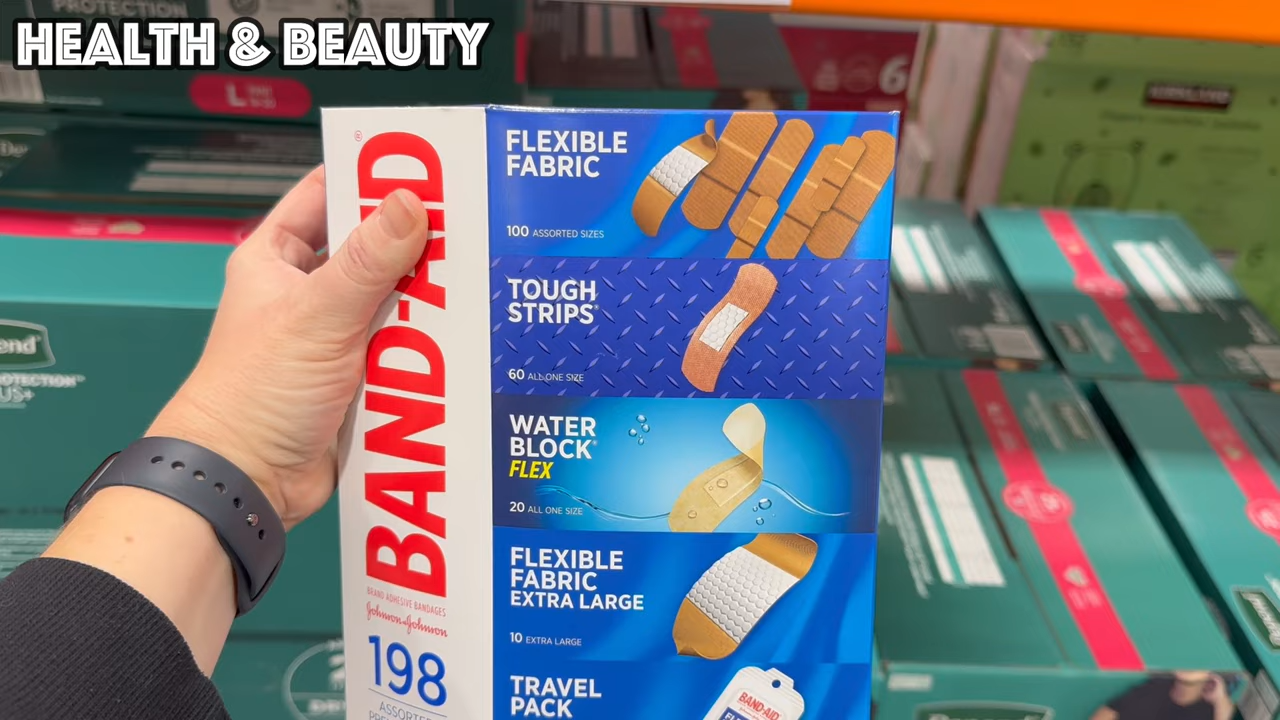 HEALTH & BEAUTY
PROTECTION
L
6
KIRKLAND
BAND-AID®
BRAND ADHESIVE BANDAGES
Johnson & Johnson
198
FLEXIBLE
FABRIC
100 ASSORTED SIZES
TOUGH
STRIPS®
60 ALL ONE SIZE
WATER
BLOCK®
FLEX
20 ALL ONE SIZE
FLEXIBLE
FABRIC
EXTRA LARGE
10 EXTRA LARGE
TRAVEL
PACK
BAND-AID
end
ROTECTION™
US+